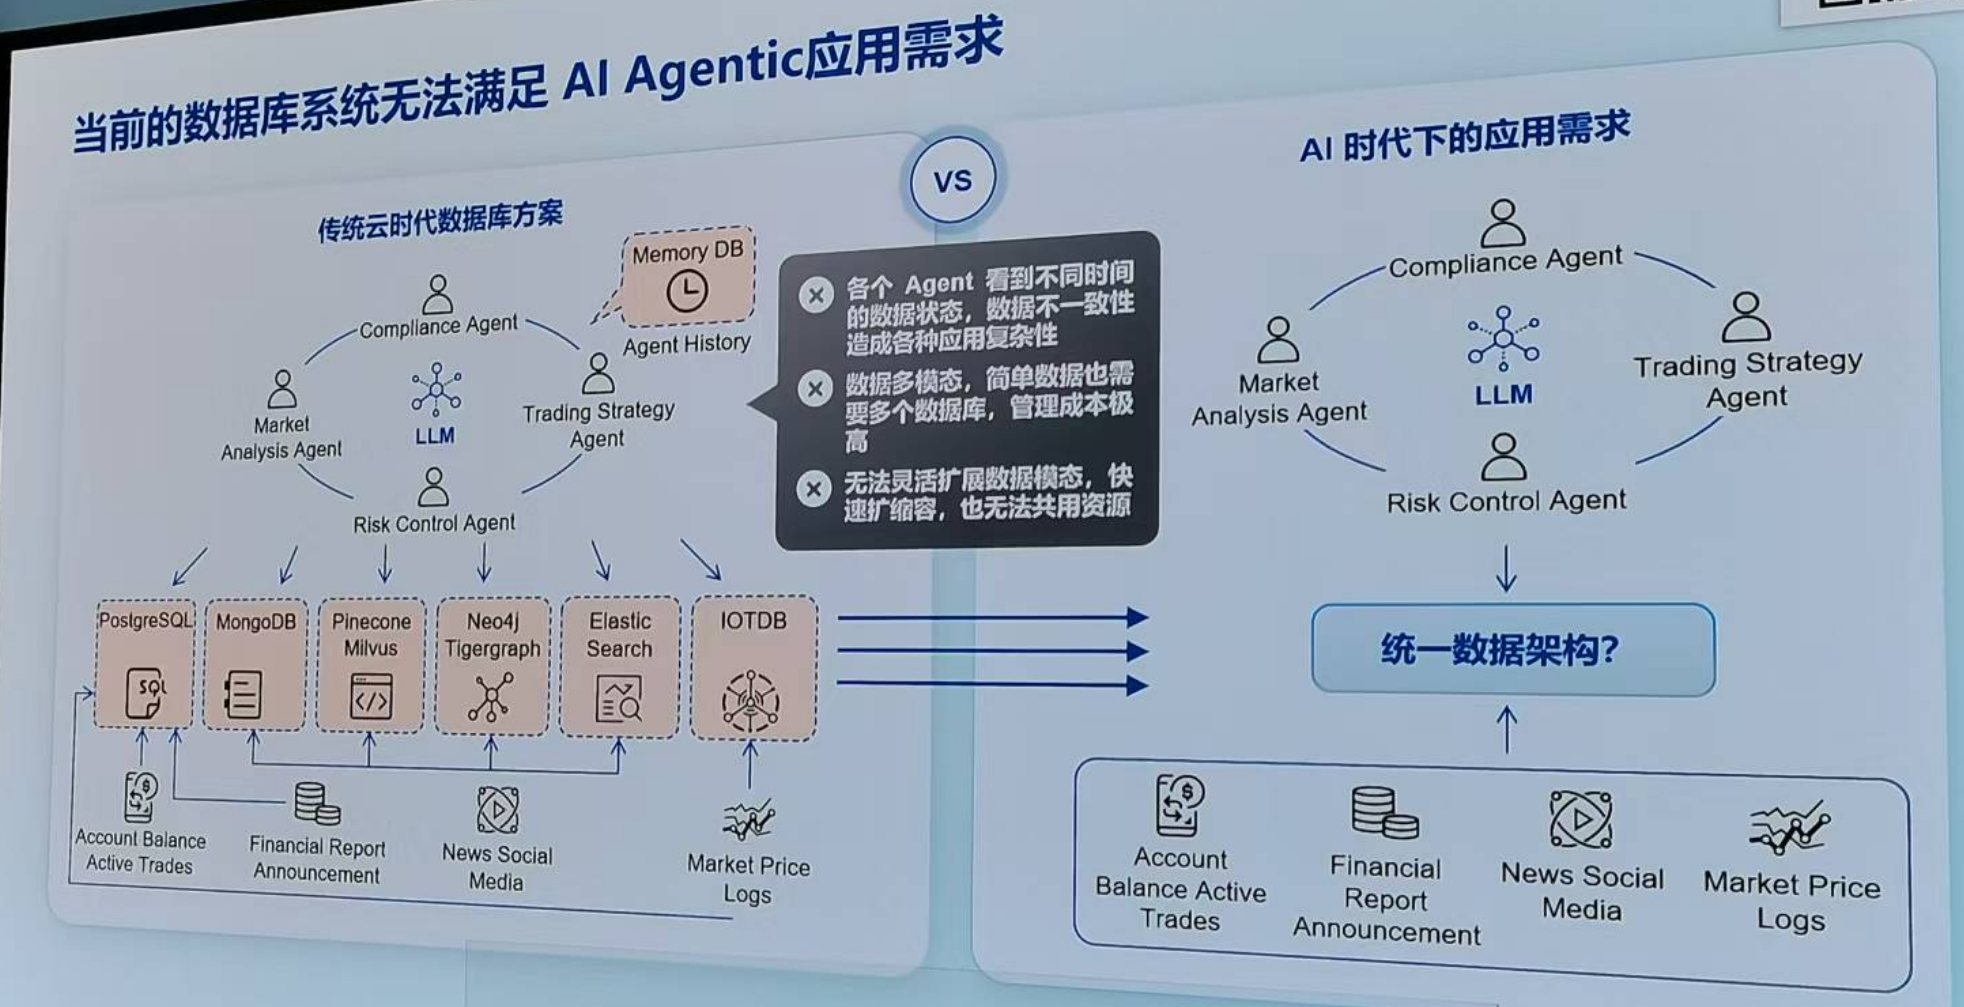 当前的数据库系统无法满足 AI Agentic应用需求
传统云时代数据库方案
Memory DB
Agent History
Compliance Agent
Market
Analysis Agent
LLM
Trading Strategy
Agent
Risk Control Agent
PostgreSQL
SQL
MongoDB
Pinecone
Milvus
Neo4j
Tigergraph
Elastic
Search
IOTDB
Account Balance
Active Trades
Financial Report
Announcement
News Social
Media
Market Price
Logs
VS
各个 Agent 看到不同时间
的数据状态，数据不一致性
造成各种应用复杂性
数据多模态，简单数据也需
要多个数据库，管理成本极
高
无法灵活扩展数据模态，快
速扩缩容，也无法共用资源
AI 时代下的应用需求
Compliance Agent
Market
Analysis Agent
LLM
Trading Strategy
Agent
Risk Control Agent
统一数据架构?
Account
Balance Active
Trades
Financial
Report
Announcement
News Social
Media
Market Price
Logs